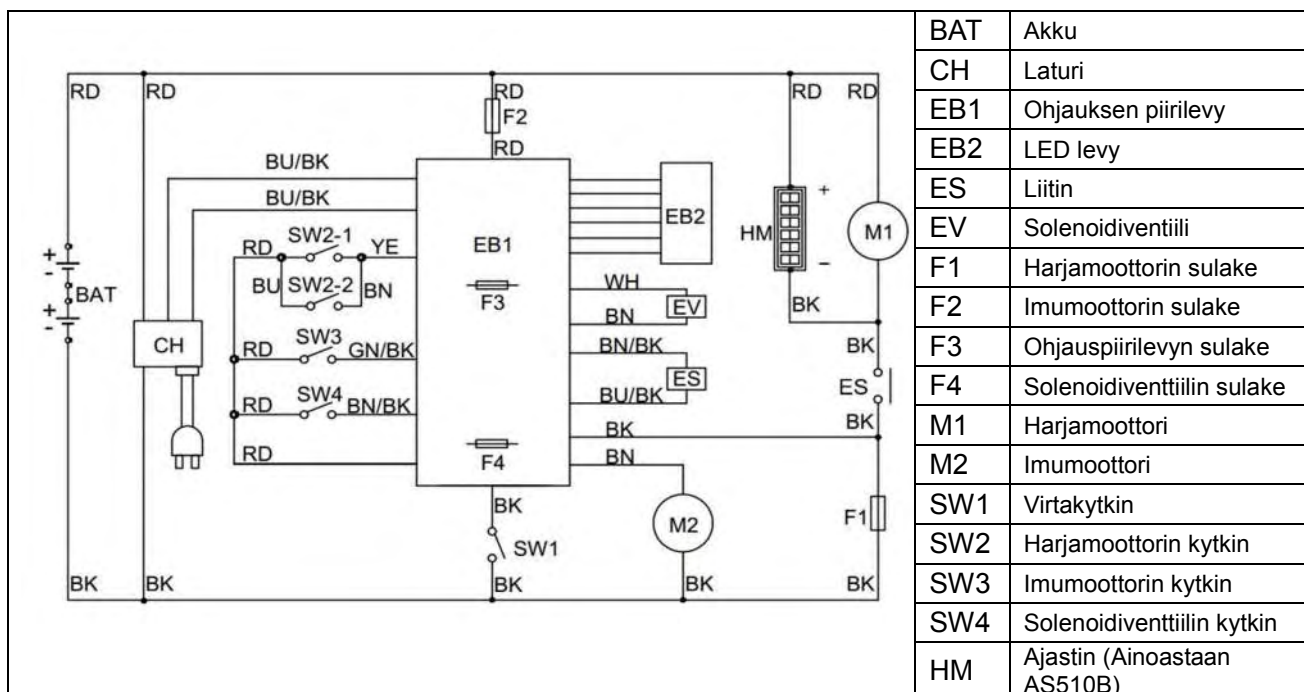 RD RD RD RD RD
F2
RD
BU/BK
BU/BK
SW2-1
RD YE
BU SW2-2 BN
EB1
EB2
F3
+
-
+
-
BAT
CH
SW3
RD GN/BK
SW4
RD BN/BK
RD
F4
WH
EV
BN
BN/BK
ES
BU/BK
BK
BN
HM
+
−
M1
BK
BK
ES
BK
F1
M2
BK
SW1
BK BK BK BK BK
BAT Akku
CH Laturi
EB1 Ohjauksen piirilevy
EB2 LED levy
ES Liitin
EV Solenoidiventiili
F1 Harjamoottorin sulake
F2 Imumoottorin sulake
F3 Ohjauspiirilevyn sulake
F4 Solenoidiventtiilin sulake
M1 Harjamoottori
M2 Imumoottori
SW1 Virtakytkin
SW2 Harjamoottorin kytkin
SW3 Imumoottorin kytkin
SW4 Solenoidiventtiilin kytkin
HM Ajastin (Ainoastaan
AS510B)